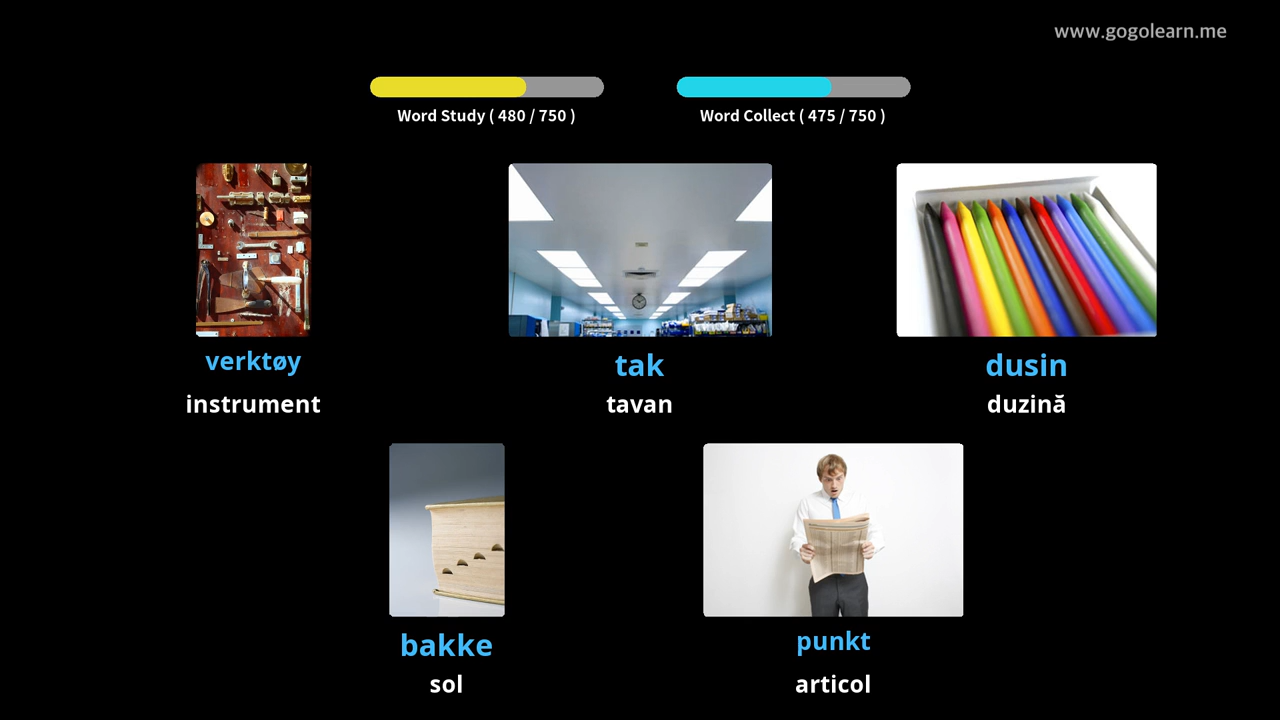 www.gogolearn.me
Word Study ( 480 / 750 )
Word Collect ( 475 / 750 )
verktøy
tak
dusin
instrument
tavan
duzină
bakke
punkt
sol
articol